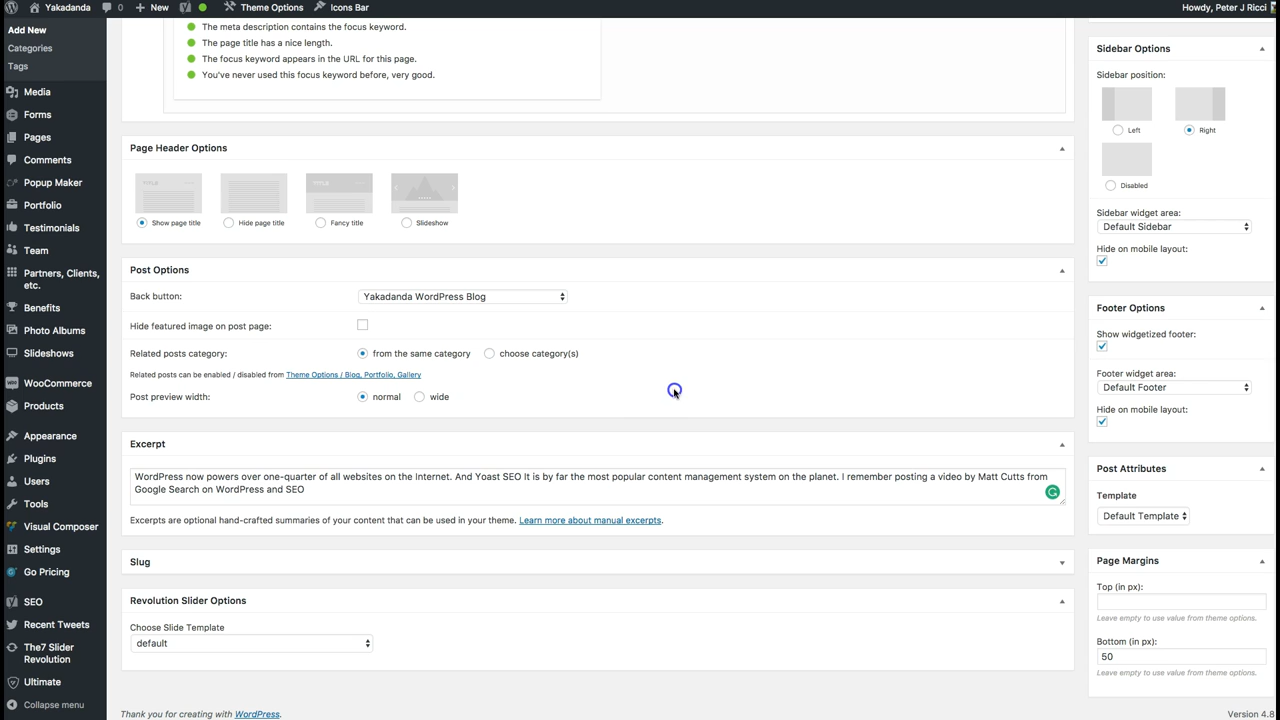 Yakadanda
0
New
Theme Options
Icons Bar
Howdy, Peter J Ricci
Add New
Categories
Tags
Media
Forms
Pages
Comments
Popup Maker
Portfolio
Testimonials
Team
Partners, Clients,
etc.
Benefits
Photo Albums
Slideshows
WooCommerce
Products
Appearance
Plugins
Users
Tools
Visual Composer
Settings
Go Pricing
SEO
Recent Tweets
The7 Slider
Revolution
Ultimate
Collapse menu
The meta description contains the focus keyword.
The page title has a nice length.
The focus keyword appears in the URL for this page.
You've never used this focus keyword before, very good.
Page Header Options
TITLE
TITLE
Show page title
Hide page title
Fancy title
Slideshow
Post Options
Back button:
Yakadanda WordPress Blog
Hide featured image on post page:
Related posts category:
from the same category
choose category(s)
Related posts can be enabled / disabled from Theme Options / Blog, Portfolio, Gallery
Post preview width:
normal
wide
Excerpt
WordPress now powers over one-quarter of all websites on the Internet. And Yoast SEO It is by far the most popular content management system on the planet. I remember posting a video by Matt Cutts from
Google Search on WordPress and SEO
Excerpts are optional hand-crafted summaries of your content that can be used in your theme. Learn more about manual excerpts.
Slug
Revolution Slider Options
Choose Slide Template
default
Thank you for creating with WordPress.
Sidebar Options
Sidebar position:
Left
Right
Disabled
Sidebar widget area:
Default Sidebar
Hide on mobile layout:
Footer Options
Show widgetized footer:
Footer widget area:
Default Footer
Hide on mobile layout:
Post Attributes
Template
Default Template
Page Margins
Top (in px):
Leave empty to use value from theme options.
Bottom (in px):
50
Leave empty to use value from theme options.
Version 4.8